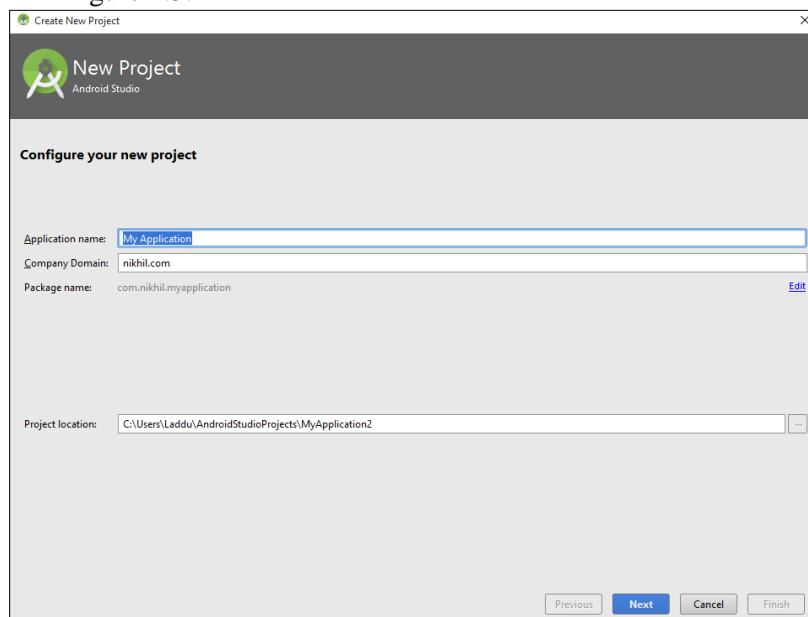 Create New Project
New Project
Android Studio
Configure your new project
Application name: My Application
Company Domain: nikhil.com
Package name: com.nikhil.myapplication Edit
Project location: C:\Users\Laddu\AndroidStudioProjects\MyApplication2 ...
Previous Next Cancel Finish